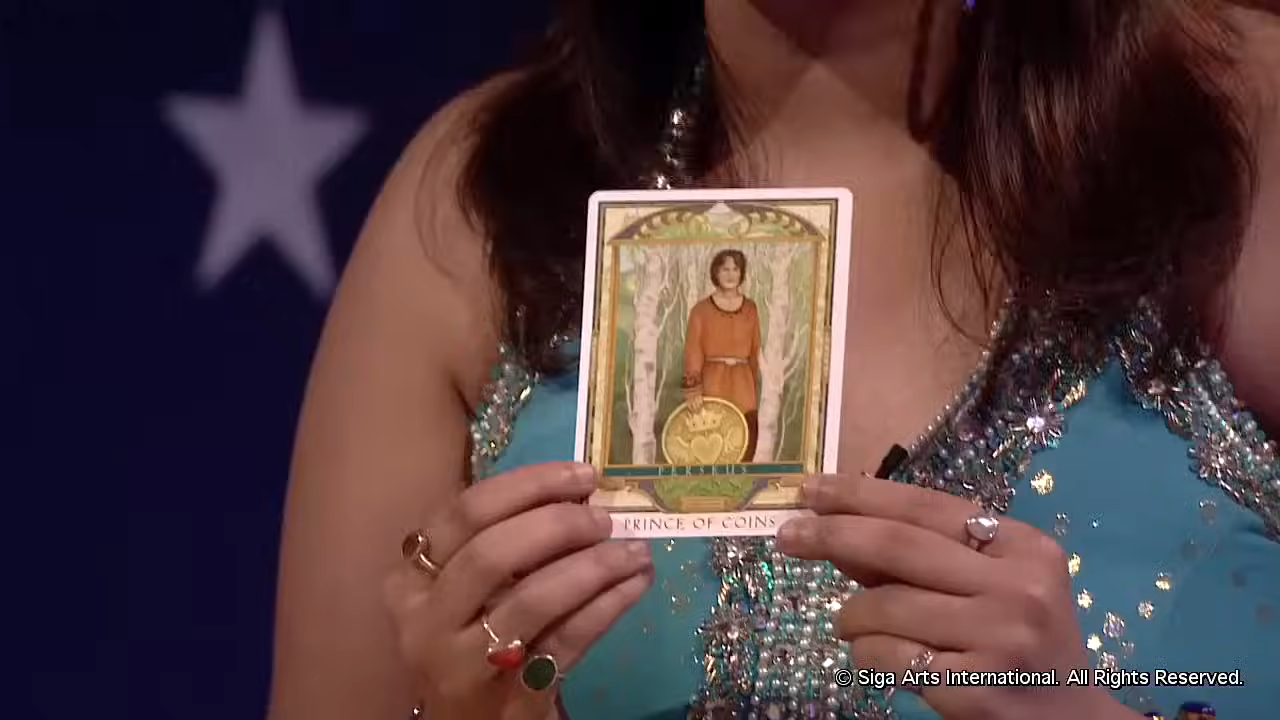 PERSEUS
PRINCE OF COINS
© Siga Arts International. All Rights Reserved.